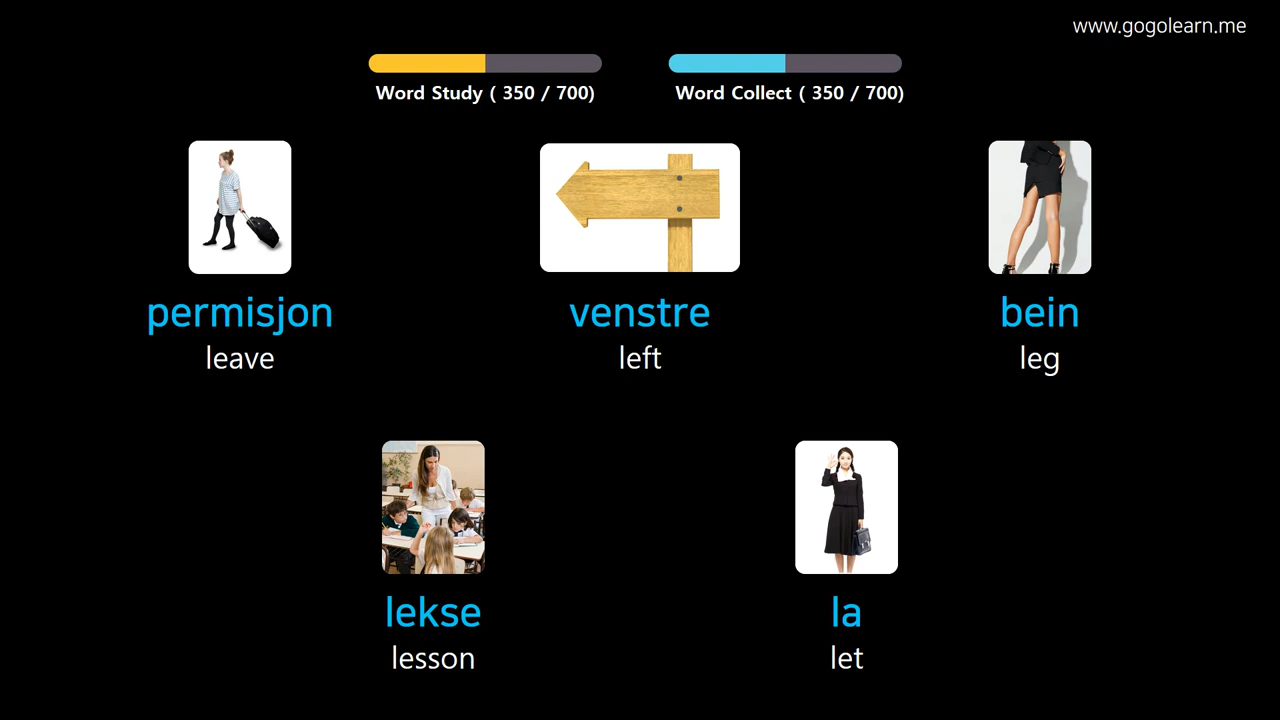 www.gogolearn.me
Word Study ( 350 / 700)
Word Collect ( 350 / 700)
permisjon
leave
venstre
left
bein
leg
lekse
lesson
la
let